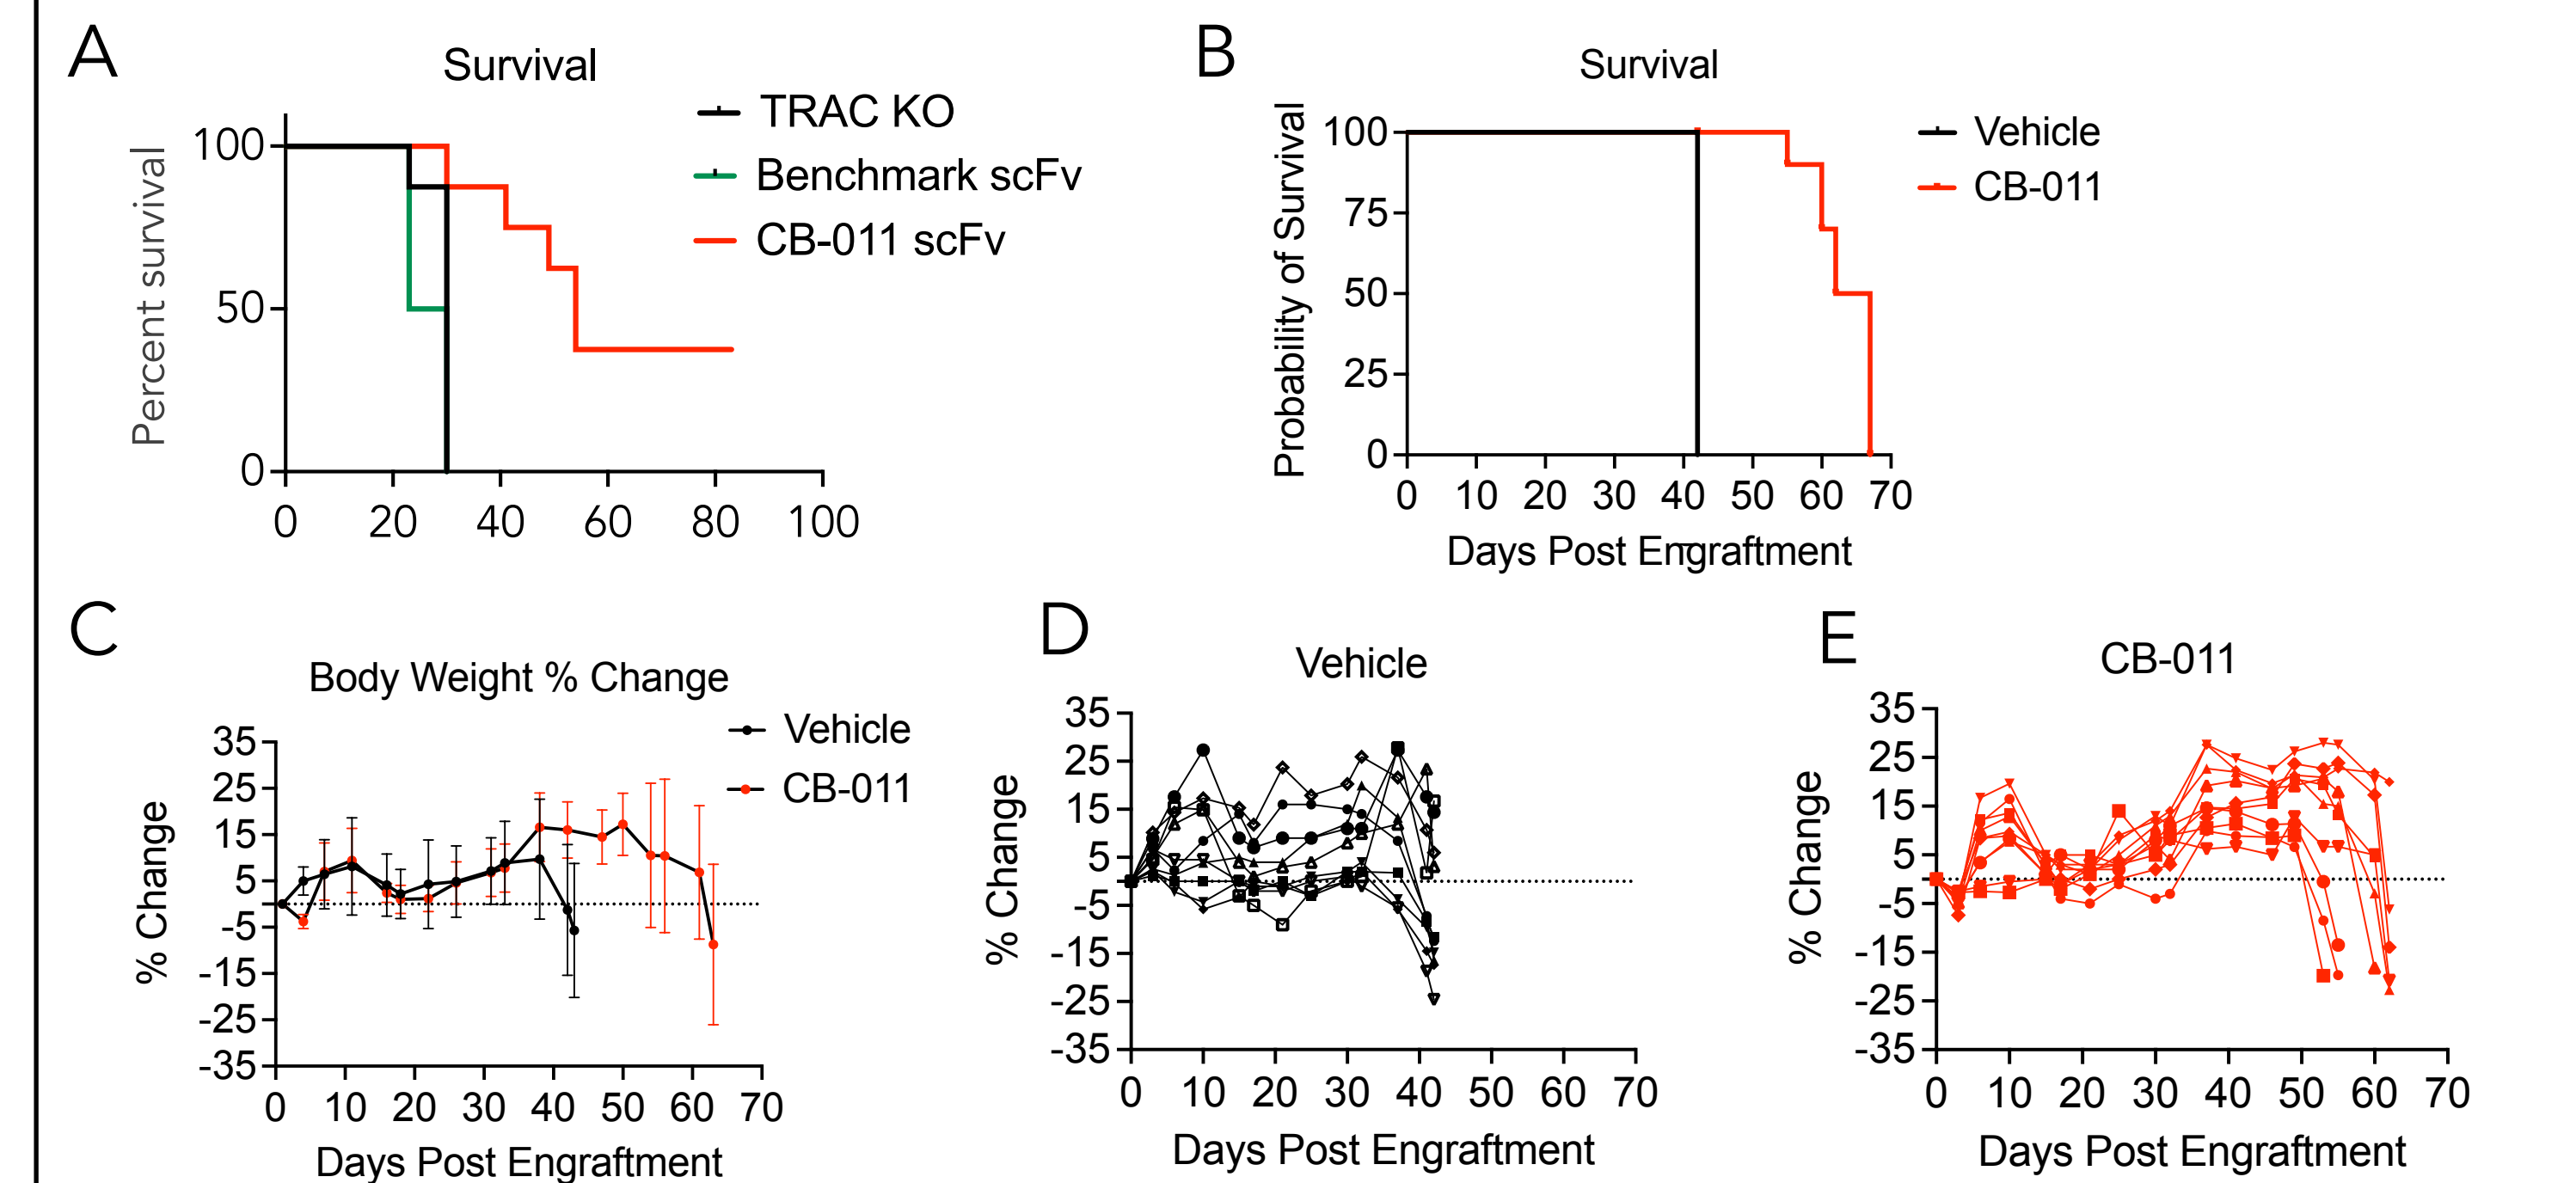 A
Survival
Percent survival
100
50
0
0 20 40 60 80 100
TRAC KO
Benchmark scFv
CB-011 scFv
B
Survival
Probability of Survival
100
75
50
25
0
0 10 20 30 40 50 60 70
Days Post Engraftment
Vehicle
CB-011
C
Body Weight % Change
% Change
35
25
15
5
-5
-15
-25
-35
0 10 20 30 40 50 60 70
Days Post Engraftment
Vehicle
CB-011
D
Vehicle
% Change
35
25
15
5
-5
-15
-25
-35
0 10 20 30 40 50 60 70
Days Post Engraftment
E
CB-011
% Change
35
25
15
5
-5
-15
-25
-35
0 10 20 30 40 50 60 70
Days Post Engraftment